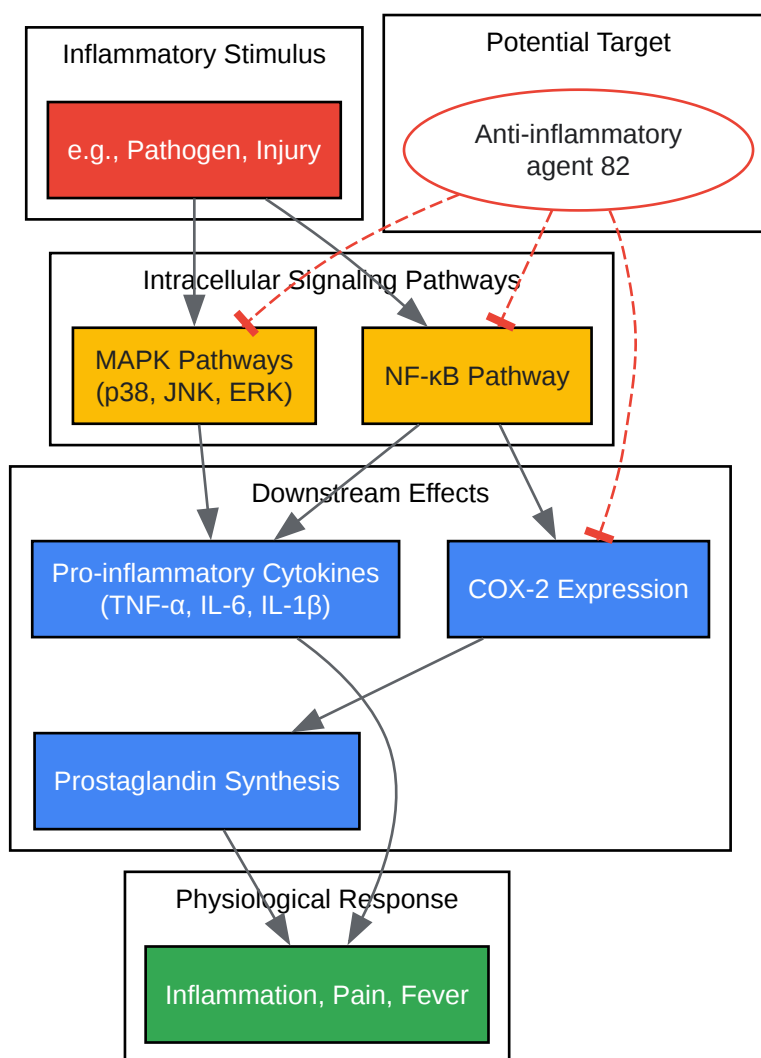 Inflammatory Stimulus
e.g., Pathogen, Injury
Potential Target
Anti-inflammatory
agent 82
Intracellular Signaling Pathways
MAPK Pathways
(p38, JNK, ERK)
NF-κB Pathway
Downstream Effects
Pro-inflammatory Cytokines
(TNF-α, IL-6, IL-1β)
COX-2 Expression
Prostaglandin Synthesis
Physiological Response
Inflammation, Pain, Fever